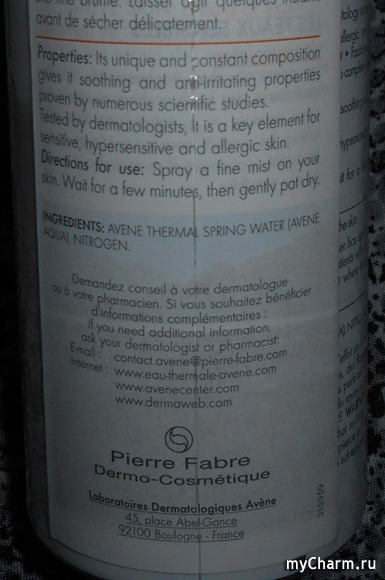 fine brume. Laisser agir quelques
avant de sécher délicatement.
Properties: Its unique and constant composition
gives it soothing and anti-irritating properties
proven by numerous scientific studies.
Tested by dermatologists, it is a key element for
sensitive, hypersensitive and allergic skin.
Directions for use: Spray a fine mist on your
skin. Wait for a few minutes, then gently pat dry.
INGREDIENTS: AVENE THERMAL SPRING WATER (AVENE
AQUA). NITROGEN.
Demandez conseil à votre dermatologue
ou à votre pharmacien. Si vous souhaitez bénéficier
d'informations complémentaires :
If you need additional information,
ask your dermatologist or pharmacist:
E-mail : contact.avene@pierre-fabre.com
Internet : www.eau-thermale-avene.com
www.avenecenter.com
www.dermaweb.com
Pierre Fabre
Dermo-Cosmétique
Laboratoires Dermatologiques Avène
45, place Abel-Gance
92100 Boulogne - France
315959
myCharm.ru